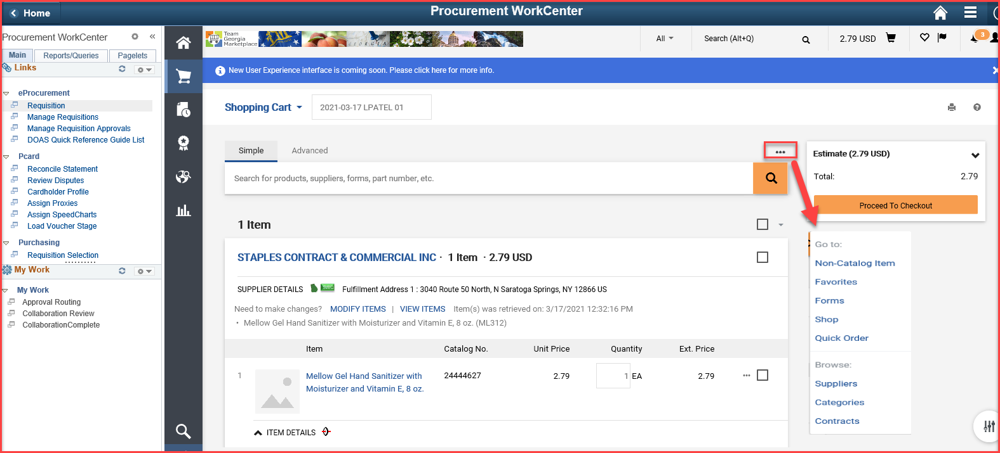 Home
Procurement WorkCenter
Procurement WorkCenter
Main
Reports/Queries
Pagelets
Links
eProcurement
Requisition
Manage Requisitions
Manage Requisition Approvals
DOAS Quick Reference Guide List
Pcard
Reconcile Statement
Review Disputes
Cardholder Profile
Assign Proxies
Assign SpeedCharts
Load Voucher Stage
Purchasing
Requisition Selection
My Work
My Work
Approval Routing
Collaboration Review
CollaborationComplete
Team
Georgia
Marketplace
GEORGIA
All
Search (Alt+Q)
2.79 USD
3
New User Experience interface is coming soon. Please click here for more info.
Shopping Cart
2021-03-17 LPATEL 01
Simple
Advanced
Search for products, suppliers, forms, part number, etc.
1 Item
STAPLES CONTRACT & COMMERCIAL INC · 1 Item · 2.79 USD
SUPPLIER DETAILS SWC Fulfillment Address 1 : 3040 Route 50 North, N Saratoga Springs, NY 12866 US
Need to make changes? MODIFY ITEMS | VIEW ITEMS Item(s) was retrieved on: 3/17/2021 12:32:16 PM
• Mellow Gel Hand Sanitizer with Moisturizer and Vitamin E, 8 oz. (ML312)
Item Catalog No. Unit Price Quantity Ext. Price
1 Mellow Gel Hand Sanitizer with 24444627 2.79 1 EA 2.79
Moisturizer and Vitamin E, 8 oz.
ITEM DETAILS
Estimate (2.79 USD)
Total: 2.79
Proceed To Checkout
Go to:
Non-Catalog Item
Favorites
Forms
Shop
Quick Order
Browse:
Suppliers
Categories
Contracts